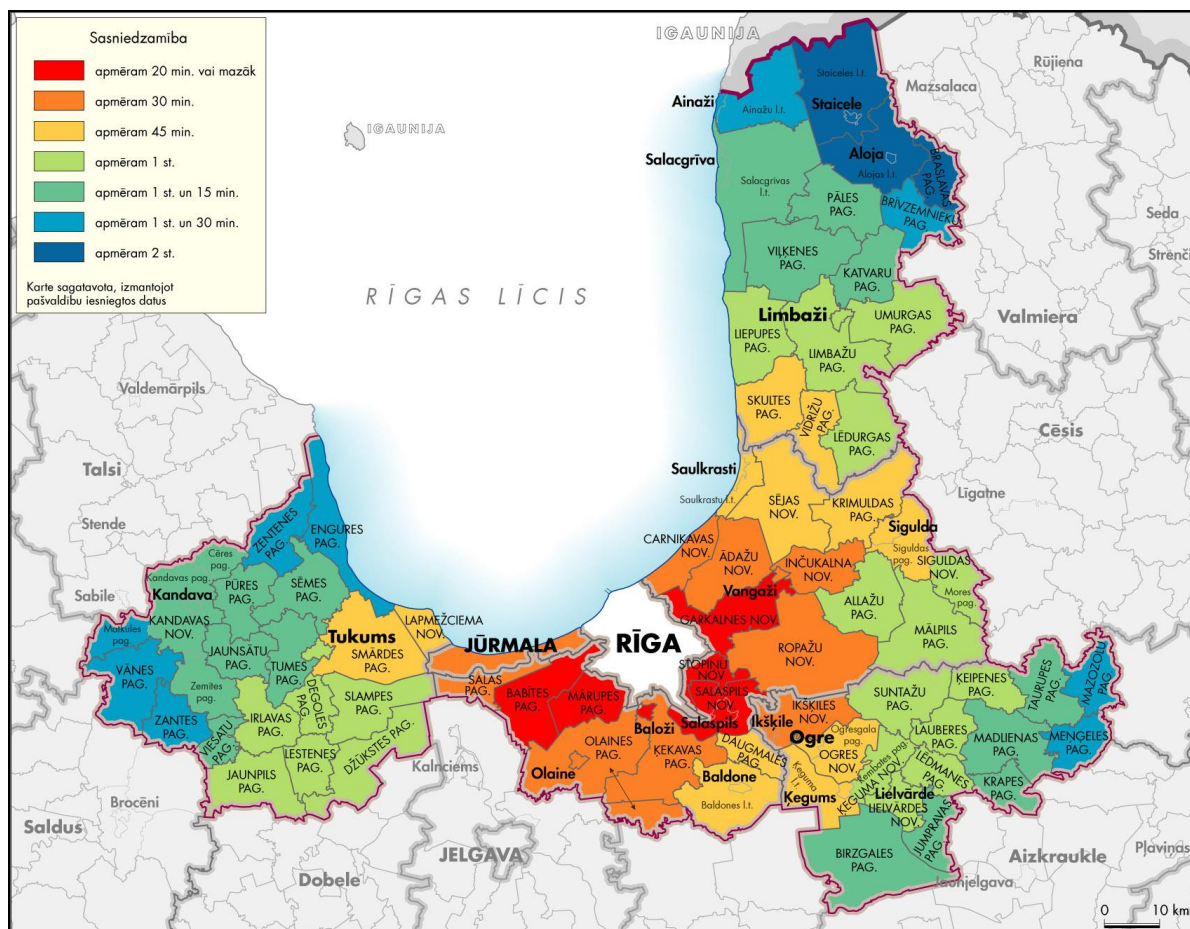 Sasniedzamība
apmēram 20 min. vai mazāk
apmēram 30 min.
apmēram 45 min.
apmēram 1 st.
apmēram 1 st. un 15 min.
apmēram 1 st. un 30 min.
apmēram 2 st.
Karte sagatavota, izmantojot
pašvaldību iesniegtos datus
IGAUNIJA
IGAUNIJA
RĪGAS LĪCIS
Rūjiena
Mazsalaca
Staiceles l.t.
Staicele
Ainaži
Ainažu l.t.
Salacgrīva
Salacgrīvas
l.t.
Aloja
Alojas l.t.
BRASLAVAS
PAG.
BRĪVZEMNIEKU
PAG.
PĀLES
PAG.
Seda
Strenči
VIĻĶENES
PAG.
KATVARU
PAG.
Limbaži
UMURGAS
PAG.
Valmiera
LIEPUPES
PAG.
LIMBAŽU
PAG.
SKULTES
PAG.
VIDRIŽU
PAG.
LĒDURGAS
PAG.
Cēsis
Līgatne
Valdemārpils
Talsi
Stende
Sabile
Saulkrasti
Saulkrastu l.t.
SĒJAS
NOV.
KRIMULDAS
PAG.
Sigulda
Siguldas
pag.
SIGULDAS
NOV.
Mores
pag.
CARNIKAVAS
NOV.
ĀDAŽU
NOV.
INČUKALNA
NOV.
Vangaži
GARKALNES NOV.
ALLAŽU
PAG.
MĀLPILS
PAG.
ROPAŽU
NOV.
ZENTENES
PAG.
ENGURES
PAG.
Cēres
pag.
Kandavas pag.
Kandava
KANDAVAS
NOV.
PŪRES
PAG.
SĒMES
PAG.
Matkules
pag.
VĀNES
PAG.
JAUNSĀTU
PAG.
TUMES
PAG.
Tukums
SMĀRDES
PAG.
LAPMEŽCIEMA
NOV.
Zemītes
pag.
ZANTES
PAG.
VIESATU
PAG.
IRLAVAS
PAG.
DEGOLES
PAG.
SLAMPES
PAG.
LESTENES
PAG.
DŽŪKSTES PAG.
JAUNPILS
PAG.
JŪRMALA
RĪGA
SALAS
PAG.
BABĪTES
PAG.
MĀRUPES
PAG.
STOPIŅU
NOV.
SALASPILS
NOV.
Salaspils
Baloži
OLAINES
PAG.
Olaine
ĶEKAVAS
PAG.
DAUGMALES
PAG.
Baldone
Baldones l.t.
Ikšķile
IKŠĶILES
NOV.
Ogre
Ogresgala
pag.
OGRES
NOV.
Ķegums
Ķeguma
ĶEGUMA NOV.
Rembates pag.
SUNTAŽU
PAG.
ĶEIPENES
PAG.
TAURUPES
PAG.
MAZOZOLU
PAG.
LAUBERES
PAG.
MADLIENAS
PAG.
MEŅĢELES
PAG.
LĒDMANES
PAG.
KRAPES
PAG.
Lielvārde
LIELVĀRDES
NOV.
JUMPRAVAS
PAG.
BIRZGALES
PAG.
Brocēni
Saldus
Dobele
Kalnciems
JELGAVA
Aizkraukle
Jaunjelgava
Pļaviņas
0 10 km